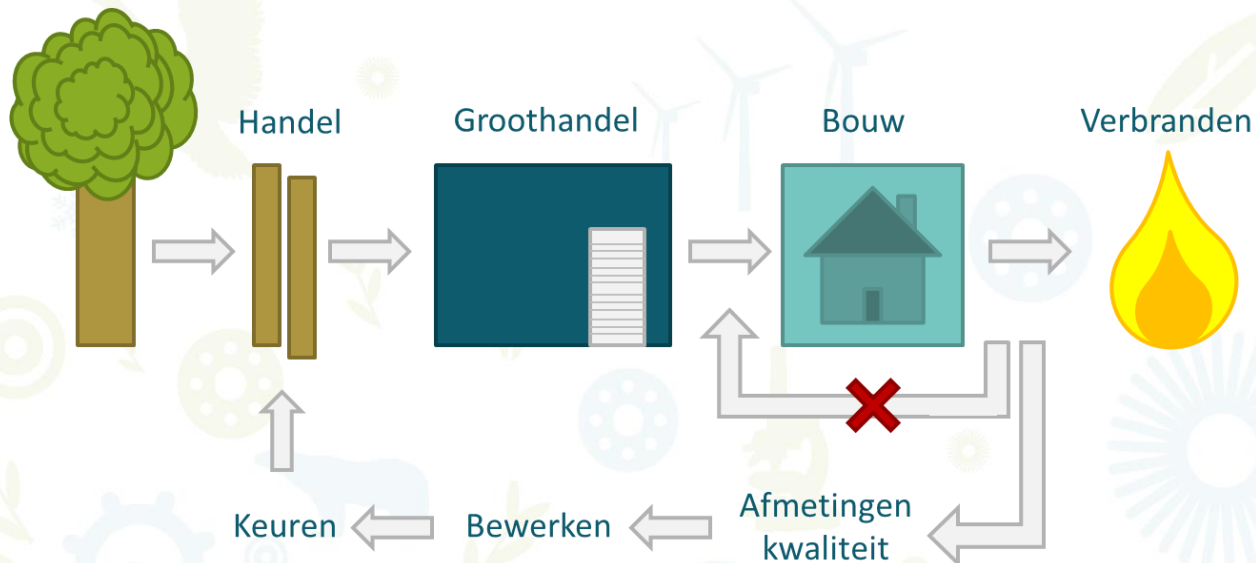 Handel
Groothandel
Bouw
Verbranden
Keuren
Bewerken
Afmetingen
kwaliteit